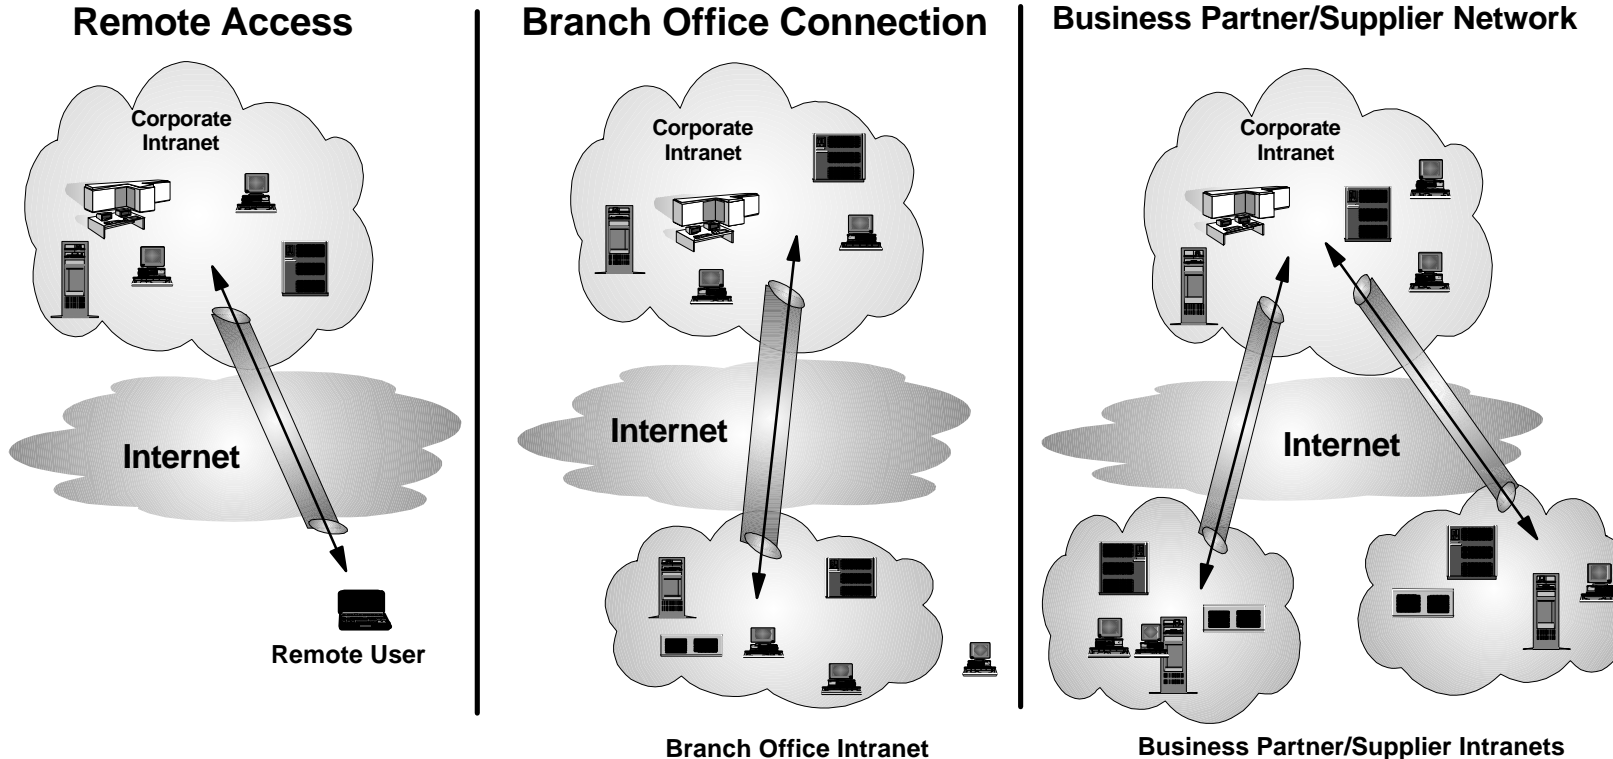 Remote Access
Corporate
Intranet
Internet
Remote User
Branch Office Connection
Corporate
Intranet
Internet
Branch Office Intranet
Business Partner/Supplier Network
Corporate
Intranet
Internet
Business Partner/Supplier Intranets